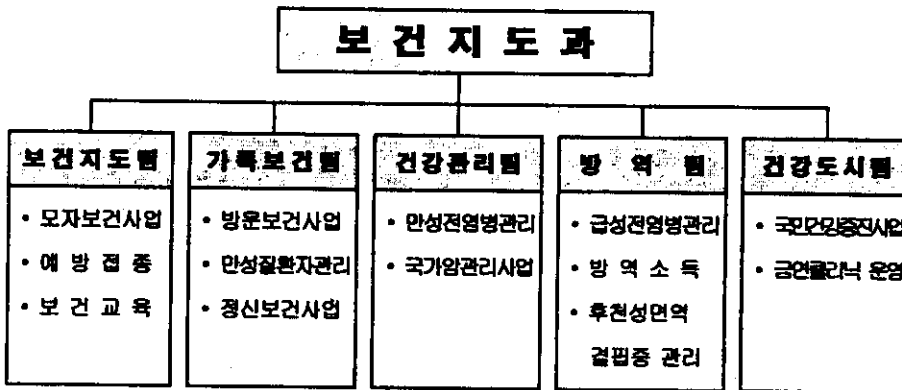 보건지도과
보건지도팀
• 모자보건사업
• 예 방 접 종
• 보 건 교 육
가족보건팀
• 방문보건사업
• 만성질환자관리
• 정신보건사업
건강관리팀
• 만성전염병관리
• 국가암관리사업
방 역 팀
• 급성전염병관리
• 방 역 소 독
• 후천성면역
결핍증 관리
건강도시팀
• 국민건강증진사업
• 금연클리닉 운영